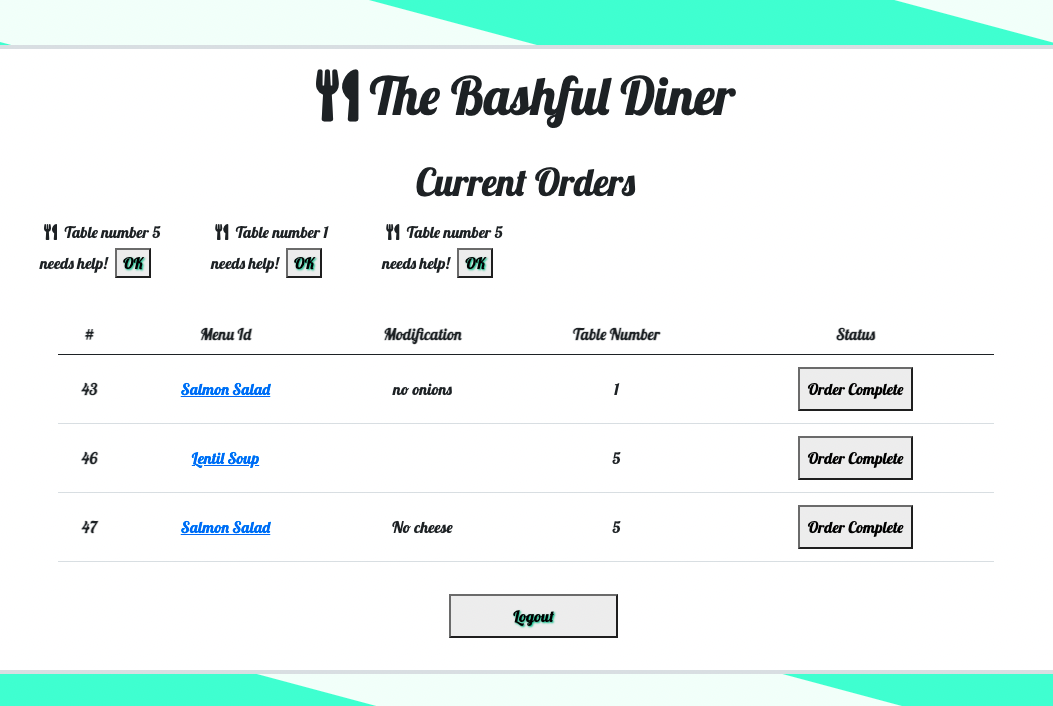 The Bashful Diner
Current Orders
Table number 5 Table number 1 Table number 5
needs help! OK needs help! OK needs help! OK
# Menu Id Modification Table Number Status
43 Salmon Salad no onions 1 Order Complete
46 Lentil Soup 5 Order Complete
47 Salmon Salad No cheese 5 Order Complete
Logout